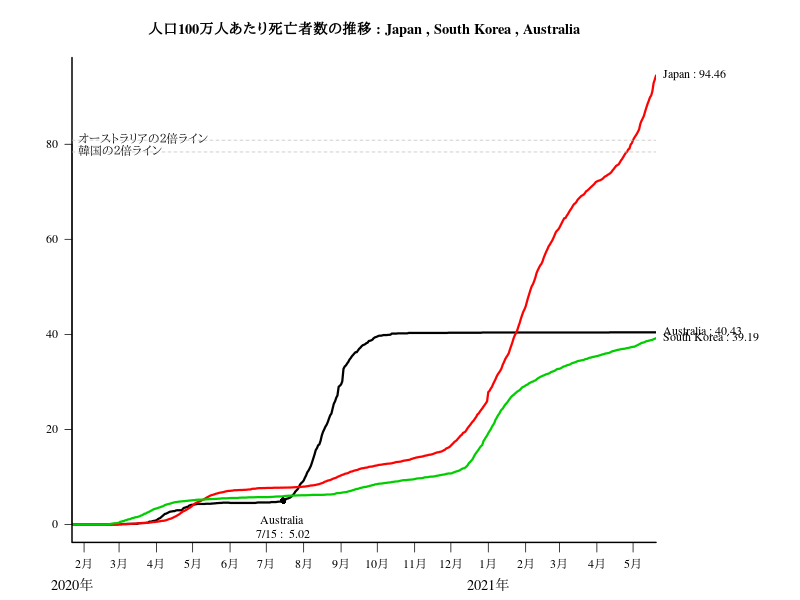 人口100万人あたり死亡者数の推移 : Japan , South Korea , Australia
Japan : 94.46
オーストラリアの2倍ライン
80
韓国の2倍ライン
60
40
Australia : 40.43
South Korea : 39.19
20
0
Australia
7/15 : 5.02
2月 3月 4月 5月 6月 7月 8月 9月 10月 11月 12月 1月 2月 3月 4月 5月
2020年 2021年